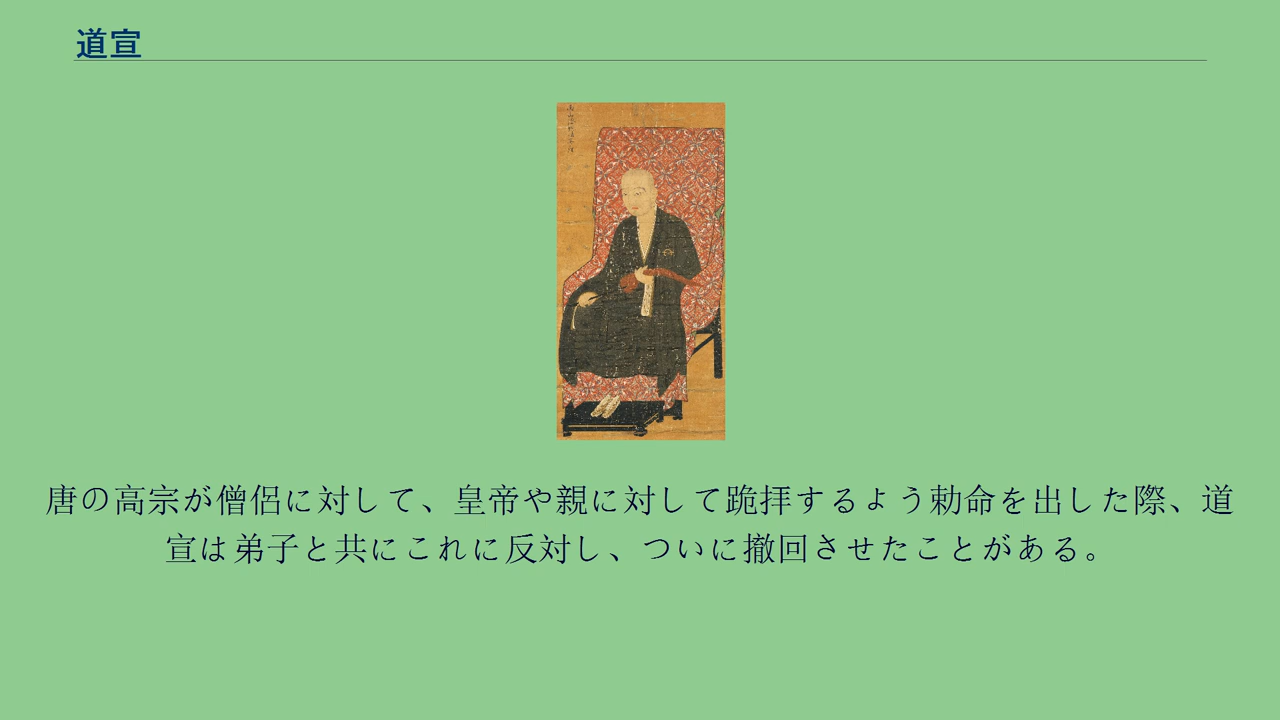 道宣
唐の高宗が僧侶に対して、皇帝や親に対して跪拝するよう勅命を出した際、道
宣は弟子と共にこれに反対し、ついに撤回させたことがある。